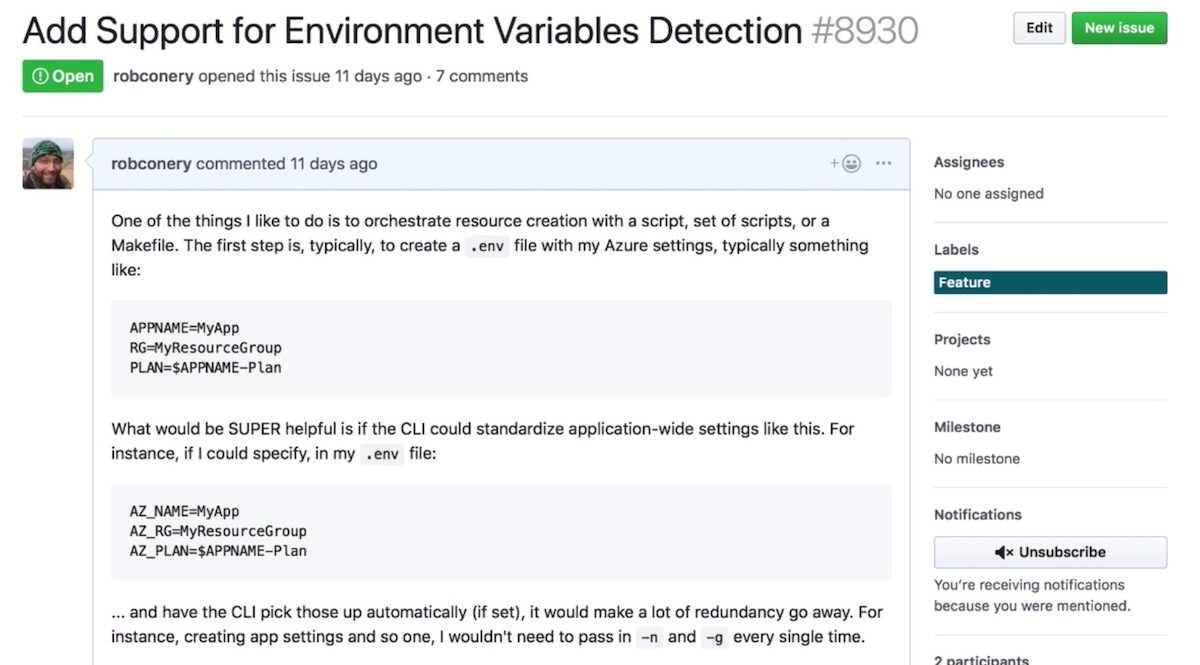 Add Support for Environment Variables Detection #8930
Edit
New issue
Open
robconery opened this issue 11 days ago · 7 comments
robconery commented 11 days ago
One of the things I like to do is to orchestrate resource creation with a script, set of scripts, or a
Makefile. The first step is, typically, to create a .env file with my Azure settings, typically something
like:
APPNAME=MyApp
RG=MyResourceGroup
PLAN=$APPNAME-Plan
What would be SUPER helpful is if the CLI could standardize application-wide settings like this. For
instance, if I could specify, in my .env file:
AZ_NAME=MyApp
AZ_RG=MyResourceGroup
AZ_PLAN=$APPNAME-Plan
... and have the CLI pick those up automatically (if set), it would make a lot of redundancy go away. For
instance, creating app settings and so one, I wouldn't need to pass in -n and -g every single time.
Assignees
No one assigned
Labels
Feature
Projects
None yet
Milestone
No milestone
Notifications
Unsubscribe
You're receiving notifications
because you were mentioned.
2 participants